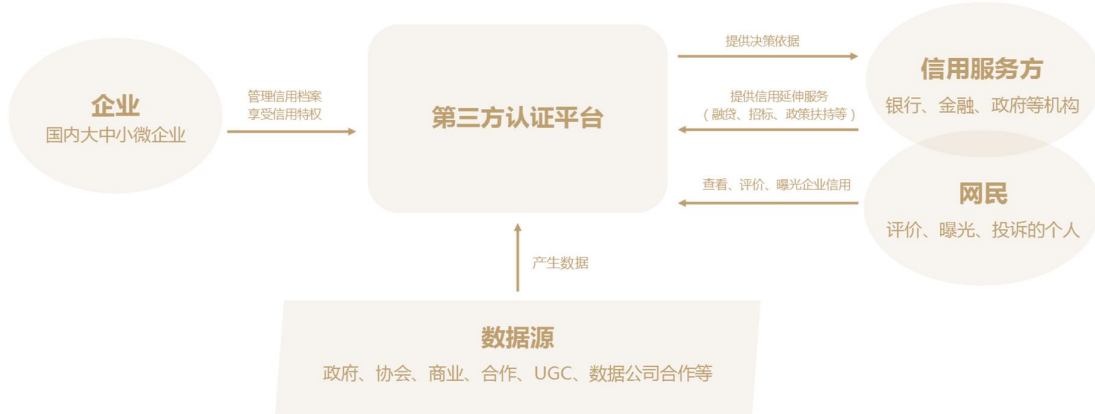 企业
国内大中小微企业
管理信用档案
享受信用特权
第三方认证平台
提供决策依据
提供信用延伸服务
（融贷、招标、政策扶持等）
查看、评价、曝光企业信用
信用服务方
银行、金融、政府等机构
网民
评价、曝光、投诉的个人
产生数据
数据源
政府、协会、商业、合作、UGC、数据公司合作等